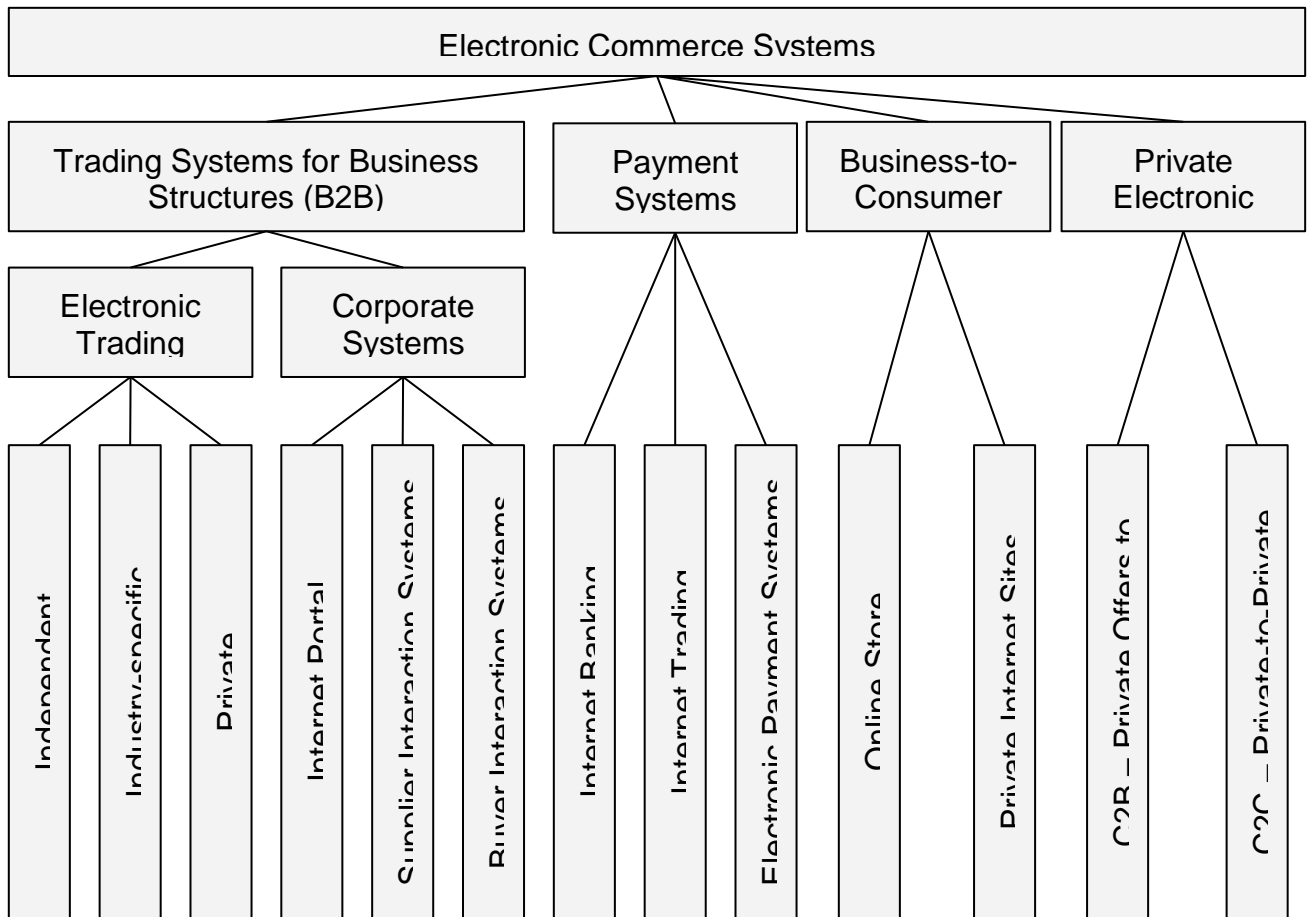 Electronic Commerce Systems
Trading Systems for Business
Structures (B2B)
Payment
Systems
Business-to-
Consumer
Private
Electronic
Electronic
Trading
Corporate
Systems
Independent
Industry-specific
Private
Internet Portal
Supplier Interaction Systems
Buyer Interaction Systems
Internet Banking
Internet Trading
Electronic Payment Systems
Online Store
Private Internet Sites
C2B – Private Offers to
C2C – Private-to-Private